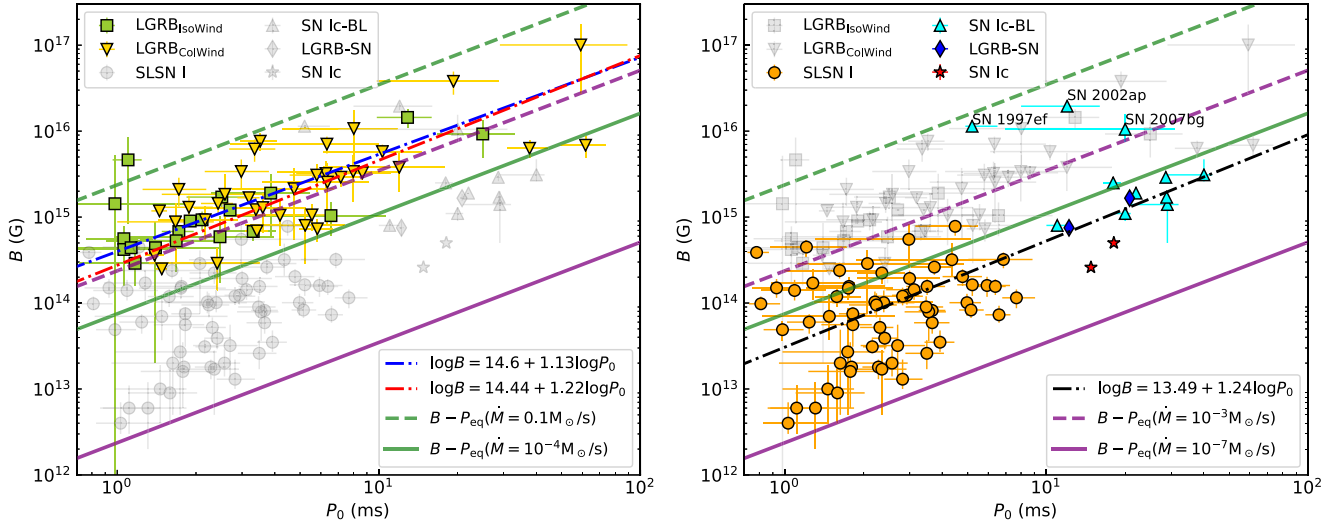 LGRB_IsoWind
LGRB_ColWind
SLSN I
SN Ic-BL
LGRB-SN
SN Ic
10^17
10^16
10^15
10^14
10^13
10^12
B (G)
logB = 14.6 + 1.13logP_0
logB = 14.44 + 1.22logP_0
B − P_eq(Ṁ = 0.1M_⊙/s)
B − P_eq(Ṁ = 10^−4M_⊙/s)
10^0
10^1
10^2
P_0 (ms)
LGRB_IsoWind
LGRB_ColWind
SLSN I
SN Ic-BL
LGRB-SN
SN Ic
SN 2002ap
SN 1997ef
SN 2007bg
10^17
10^16
10^15
10^14
10^13
10^12
B (G)
logB = 13.49 + 1.24logP_0
B − P_eq(Ṁ = 10^−3M_⊙/s)
B − P_eq(Ṁ = 10^−7M_⊙/s)
10^0
10^1
10^2
P_0 (ms)